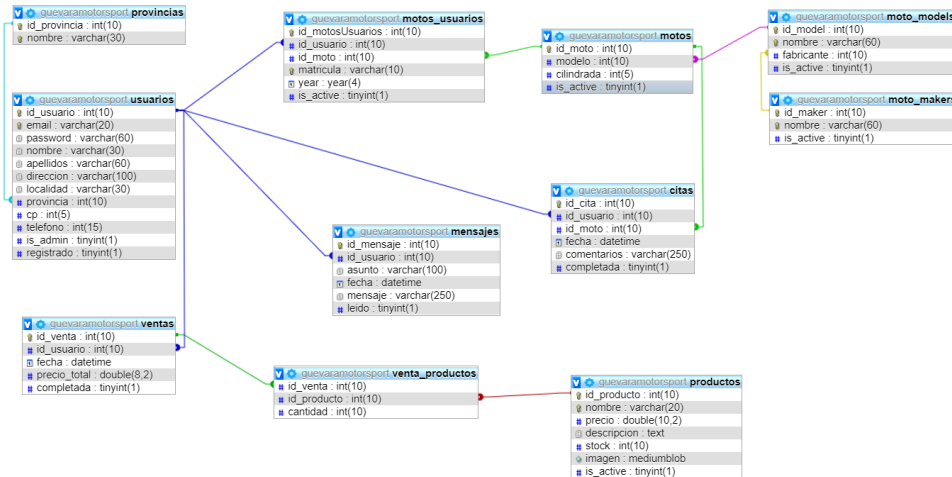 guevaramotorsport provincias
id_provincia : int(10)
nombre : varchar(30)
guevaramotorsport usuarios
id_usuario : int(10)
email : varchar(20)
password : varchar(60)
nombre : varchar(30)
apellidos : varchar(60)
direccion : varchar(100)
localidad : varchar(30)
provincia : int(10)
cp : int(5)
telefono : int(15)
is_admin : tinyint(1)
registrado : tinyint(1)
guevaramotorsport ventas
id_venta : int(10)
id_usuario : int(10)
fecha : datetime
precio_total : double(8,2)
completada : tinyint(1)
guevaramotorsport motos_usuarios
id_motosUsuarios : int(10)
id_usuario : int(10)
id_moto : int(10)
matricula : varchar(10)
year : year(4)
is_active : tinyint(1)
guevaramotorsport mensajes
id_mensaje : int(10)
id_usuario : int(10)
asunto : varchar(100)
fecha : datetime
mensaje : varchar(250)
leido : tinyint(1)
guevaramotorsport venta_productos
id_venta : int(10)
id_producto : int(10)
cantidad : int(10)
guevaramotorsport motos
id_moto : int(10)
modelo : int(10)
cilindrada : int(5)
is_active : tinyint(1)
guevaramotorsport citas
id_cita : int(10)
id_usuario : int(10)
id_moto : int(10)
fecha : datetime
comentarios : varchar(250)
completada : tinyint(1)
guevaramotorsport productos
id_producto : int(10)
nombre : varchar(20)
precio : double(10,2)
descripcion : text
stock : int(10)
imagen : mediumblob
is_active : tinyint(1)
guevaramotorsport moto_models
id_model : int(10)
nombre : varchar(60)
fabricante : int(10)
is_active : tinyint(1)
guevaramotorsport moto_makers
id_maker : int(10)
nombre : varchar(60)
is_active : tinyint(1)